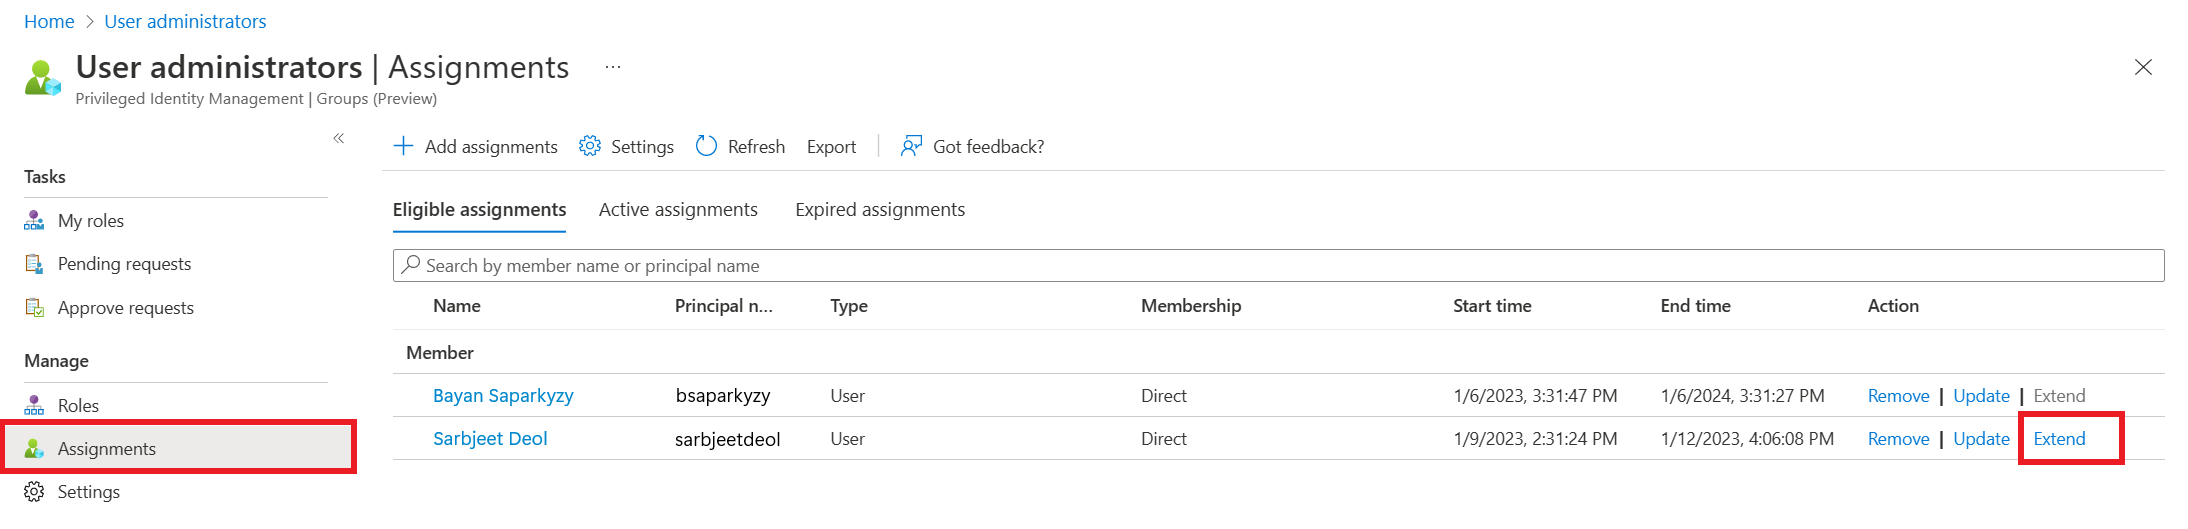 Home > User administrators
User administrators | Assignments ...
Privileged Identity Management | Groups (Preview)
«
Add assignments Settings Refresh Export | Got feedback?
Tasks
My roles
Pending requests
Approve requests
Manage
Roles
Assignments
Settings
Eligible assignments Active assignments Expired assignments
Search by member name or principal name
Name Principal n... Type Membership Start time End time Action
Member
Bayan Saparkyzy bsaparkyzy User Direct 1/6/2023, 3:31:47 PM 1/6/2024, 3:31:27 PM Remove | Update | Extend
Sarbjeet Deol sarbjeetdeol User Direct 1/9/2023, 2:31:24 PM 1/12/2023, 4:06:08 PM Remove | Update Extend